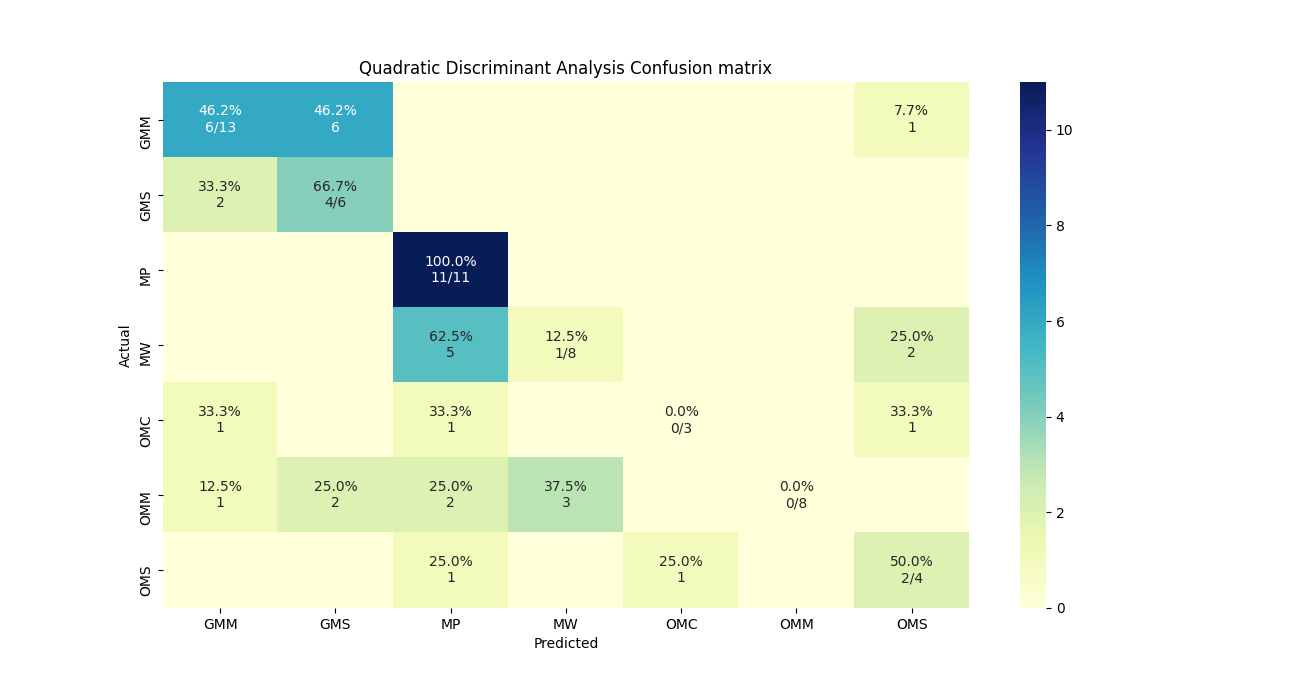 Quadratic Discriminant Analysis Confusion matrix
Actual
GMM
46.2%
6/13
46.2%
6
7.7%
1
GMS
33.3%
2
66.7%
4/6
MP
100.0%
11/11
MW
62.5%
5
12.5%
1/8
25.0%
2
OMC
33.3%
1
33.3%
1
0.0%
0/3
33.3%
1
OMM
12.5%
1
25.0%
2
25.0%
2
37.5%
3
0.0%
0/8
OMS
25.0%
1
25.0%
1
50.0%
2/4
GMM
GMS
MP
MW
OMC
OMM
OMS
Predicted
10
8
6
4
2
0